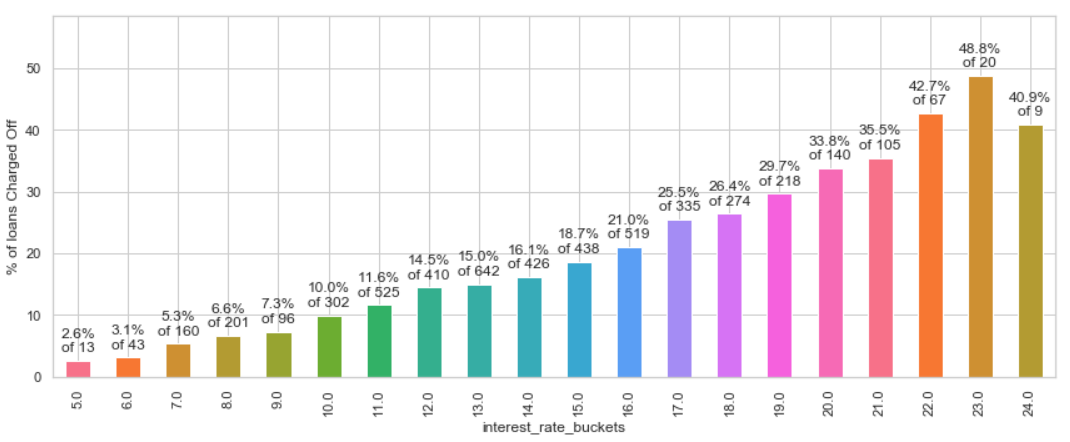 % of loans Charged Off
50
40
30
20
10
0
2.6%
of 13
3.1%
of 43
5.3%
of 160
6.6%
of 201
7.3%
of 96
10.0%
of 302
11.6%
of 525
14.5%
of 410
15.0%
of 642
16.1%
of 426
18.7%
of 438
21.0%
of 519
25.5%
of 335
26.4%
of 274
29.7%
of 218
33.8%
of 140
35.5%
of 105
42.7%
of 67
48.8%
of 20
40.9%
of 9
5.0
6.0
7.0
8.0
9.0
10.0
11.0
12.0
13.0
14.0
15.0
16.0
17.0
18.0
19.0
20.0
21.0
22.0
23.0
24.0
interest_rate_buckets